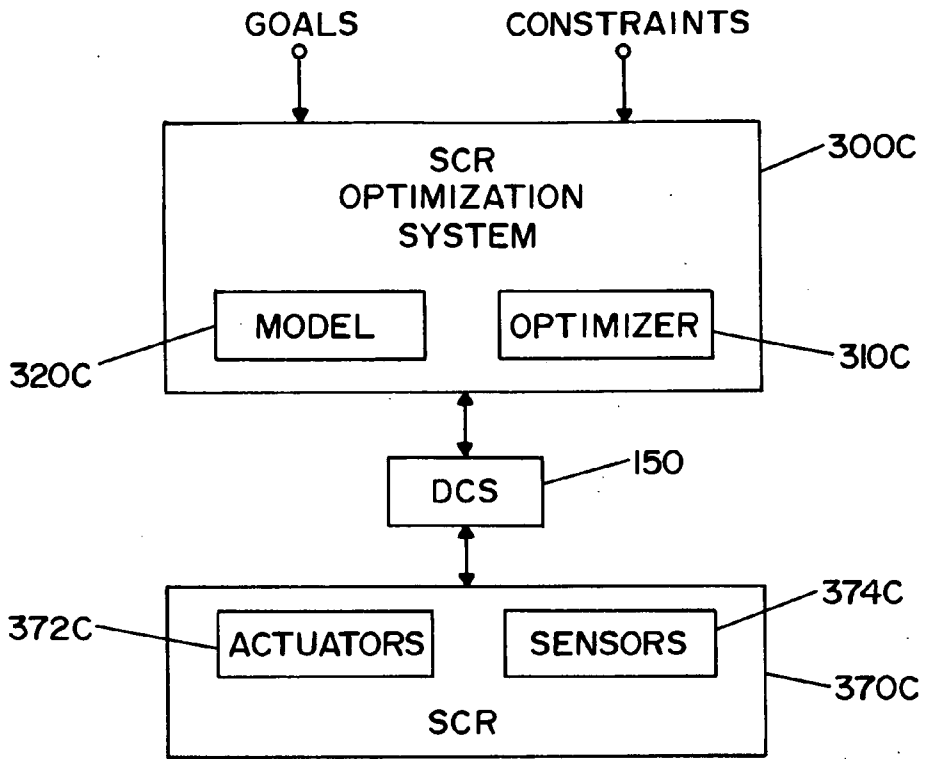 GOALS
CONSTRAINTS
SCR
OPTIMIZATION
SYSTEM
300C
MODEL
OPTIMIZER
320C
310C
DCS
150
372C
ACTUATORS
SENSORS
374C
SCR
370C